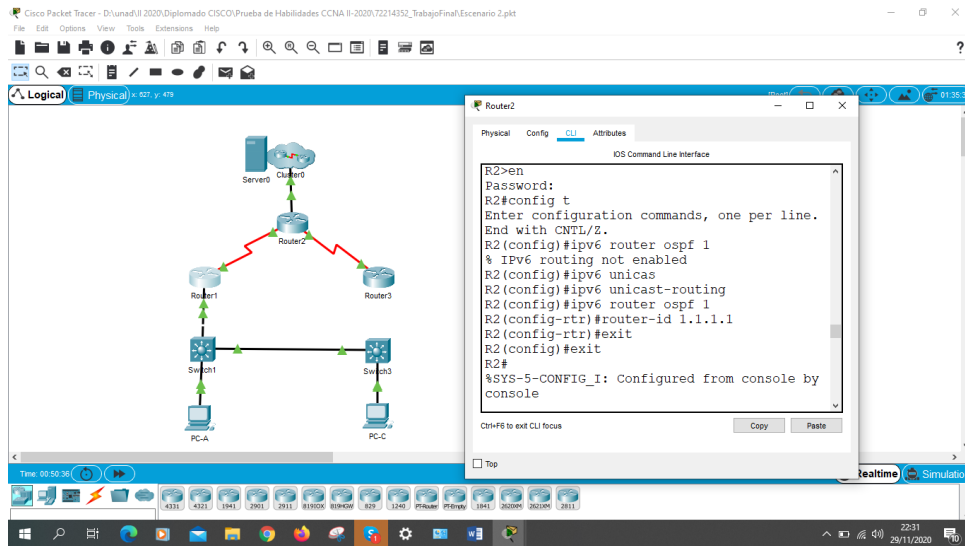 Cisco Packet Tracer - D:\unad\II 2020\Diplomado CISCO\Prueba de Habilidades CCNA II-2020\72214352_TrabajoFinal\Escenario 2.pkt
File Edit Options View Tools Extensions Help
?
Logical Physical x: 627, y: 479
01:35:3
Router2
Physical Config CLI Attributes
IOS Command Line Interface
R2>en
Password:
R2#config t
Enter configuration commands, one per line.
End with CNTL/Z.
R2(config)#ipv6 router ospf 1
% IPv6 routing not enabled
R2(config)#ipv6 unicas
R2(config)#ipv6 unicast-routing
R2(config)#ipv6 router ospf 1
R2(config-rtr)#router-id 1.1.1.1
R2(config-rtr)#exit
R2(config)#exit
R2#
%SYS-5-CONFIG_I: Configured from console by
console
Ctrl+F6 to exit CLI focus Copy Paste
Top
Server0 Cluster0
Router2
Router1 Router3
Switch1 Switch3
PC-A PC-C
Time: 00:50:36 Realtime Simulatio
4331 4321 1941 2901 2911 819IOX 819HGW 829 1240 PT-Router PT-Empty 1841 2620XM 2621XM 2811
22:31
29/11/2020
10